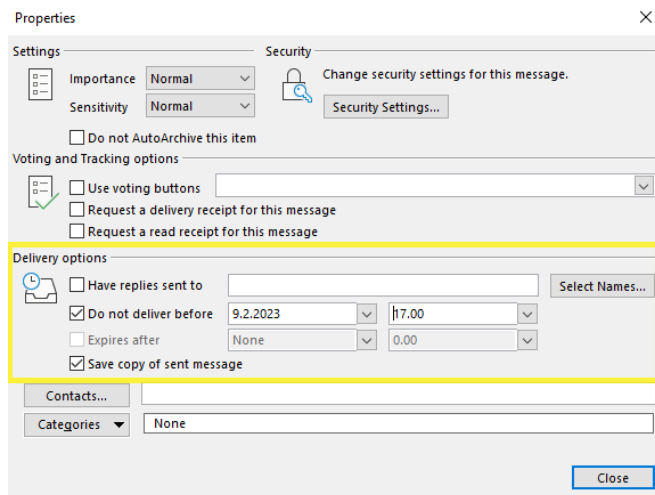 Properties
Settings Security
Importance Normal Change security settings for this message.
Sensitivity Normal Security Settings...
Do not AutoArchive this item
Voting and Tracking options
Use voting buttons
Request a delivery receipt for this message
Request a read receipt for this message
Delivery options
Have replies sent to Select Names...
Do not deliver before 9.2.2023 17.00
Expires after None 0.00
Save copy of sent message
Contacts...
Categories None
Close